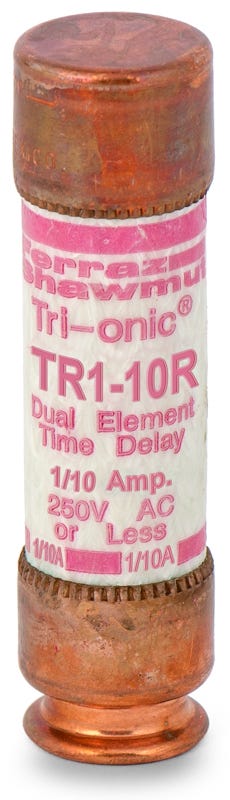 Ferraz
Shawmut
Tri-onic®
TR1-10R
Dual Element
Time Delay
1/10 Amp.
250V AC
or Less
1/10A 1/10A